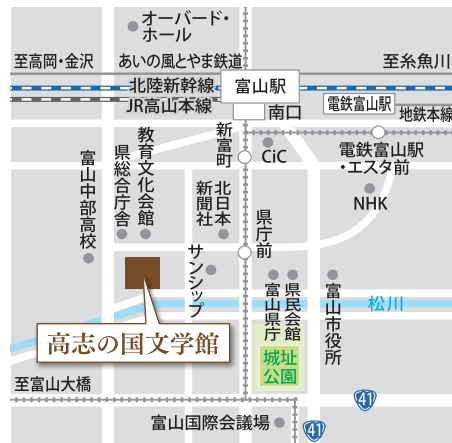 オーバード・
ホール
至高岡・金沢
あいの風とやま鉄道
至糸魚川
北陸新幹線
JR高山本線
富山駅
南口
電鉄富山駅
地鉄本線
新富町
CiC
電鉄富山駅
・エスタ前
NHK
教育文化会館
県総合庁舎
富山中部高校
北日本
新聞社
県庁前
サンシップ
県民会館
富山県庁
富山市役所
松川
高志の国文学館
城址
公園
至富山大橋
富山国際会議場
41
41